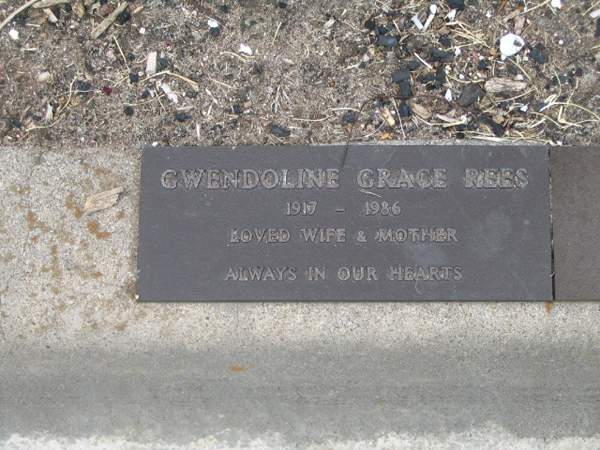 GWENDOLINE GRACE REES
1917 - 1986
LOVED WIFE & MOTHER
ALWAYS IN OUR HEARTS